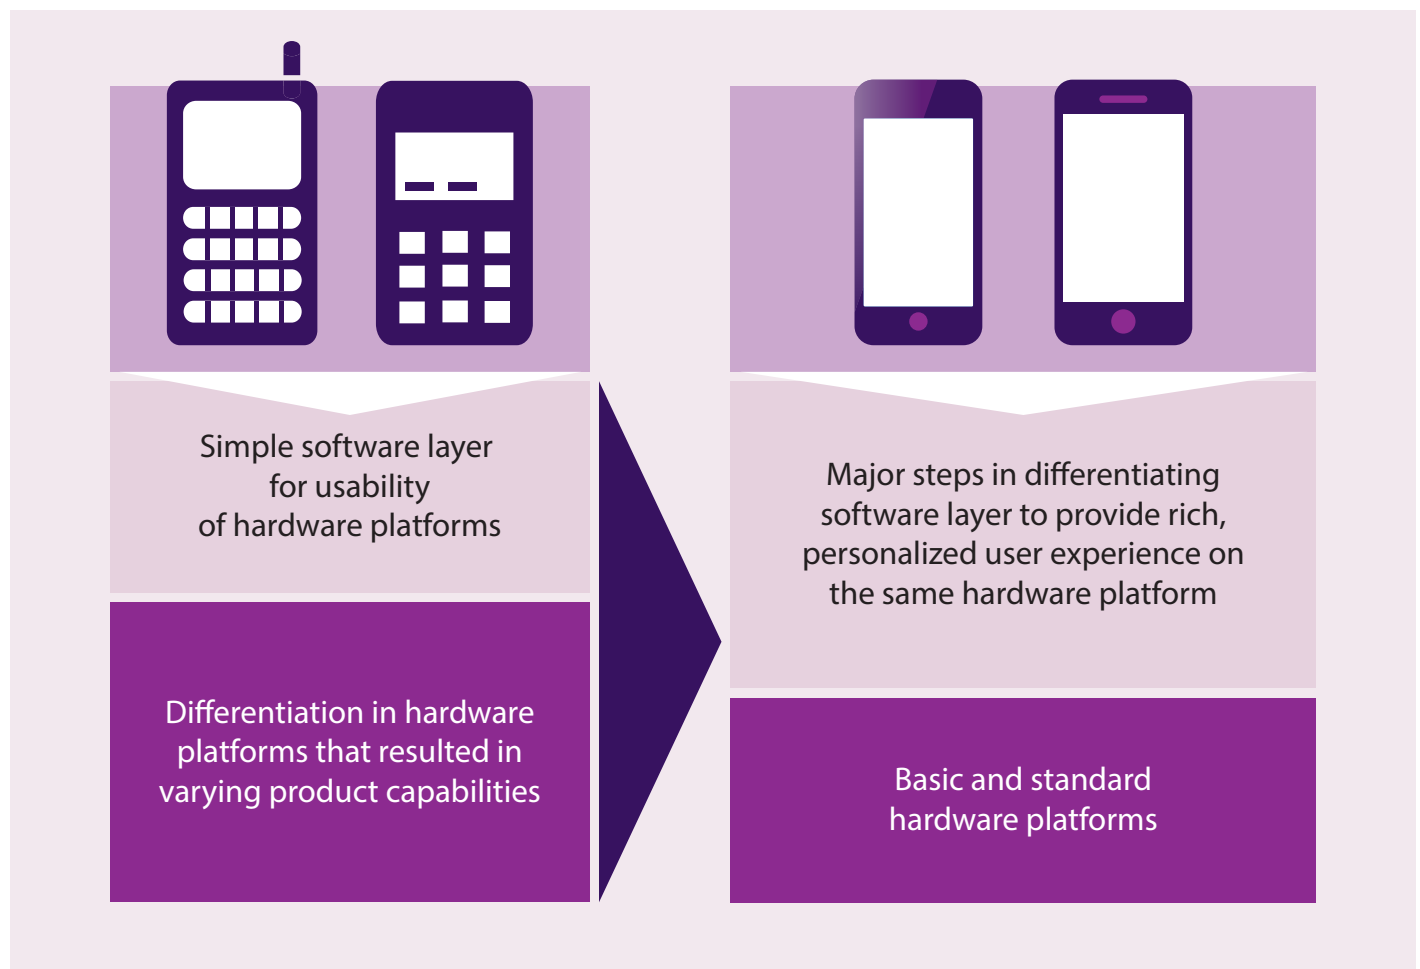 Simple software layer
for usability
of hardware platforms
Differentiation in hardware
platforms that resulted in
varying product capabilities
Major steps in differentiating
software layer to provide rich,
personalized user experience on
the same hardware platform
Basic and standard
hardware platforms